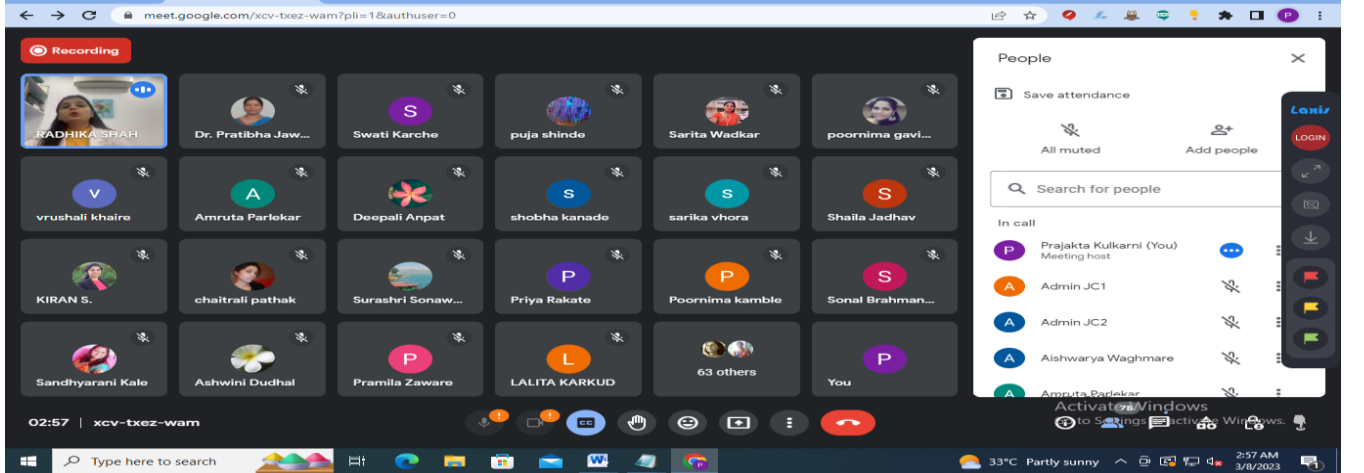 meet.google.com/xcv-txez-wam?pli=1&authuser=0
P
Recording
RADHIKA SHAH
Dr. Pratibha Jaw...
S
Swati Karche
puja shinde
Sarita Wadkar
poornima gavi...
v
vrushali khaire
A
Amruta Parlekar
Deepali Anpat
s
shobha kanade
s
sarika vhora
S
Shaila Jadhav
KIRAN S.
chaitrali pathak
Surashri Sonaw...
P
Priya Rakate
P
Poornima kamble
S
Sonal Brahman...
Sandhyarani Kale
Ashwini Dudhal
P
Pramila Zaware
L
LALITA KARKUD
63 others
P
You
People
Save attendance
All muted
Add people
Search for people
In call
P
Prajakta Kulkarni (You)
Meeting host
A
Admin JC1
A
Admin JC2
A
Aishwarya Waghmare
A
Amruta Parlekar
Laxis
LOGIN
Activate Windows
Go to Settings to activate Windows.
02:57 | xcv-txez-wam
CC
Type here to search
W
33°C Partly sunny
2:57 AM
3/8/2023